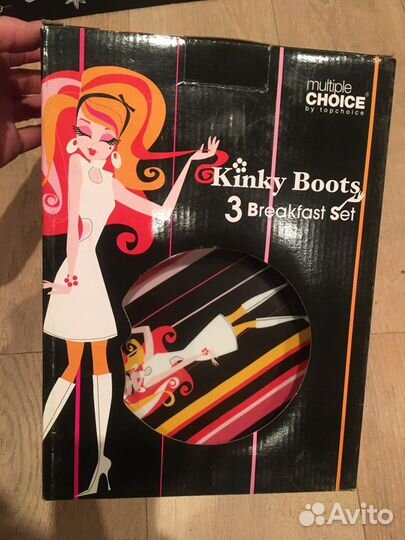 multiple
CHOICE®
by topchoice
Kinky Boots
3 Breakfast Set
Avito